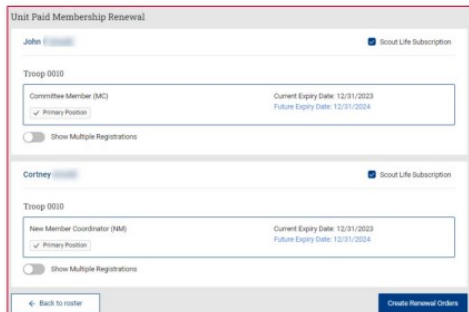 Unit Paid Membership Renewal
John
Scout Life Subscription
Troop 0010
Committee Member (MC)
Current Expiry Date: 12/31/2023
Primary Position
Future Expiry Date: 12/31/2024
Show Multiple Registrations
Cortney
Scout Life Subscription
Troop 0010
New Member Coordinator (NM)
Current Expiry Date: 12/31/2023
Primary Position
Future Expiry Date: 12/31/2024
Show Multiple Registrations
← Back to roster
Create Renewal Orders